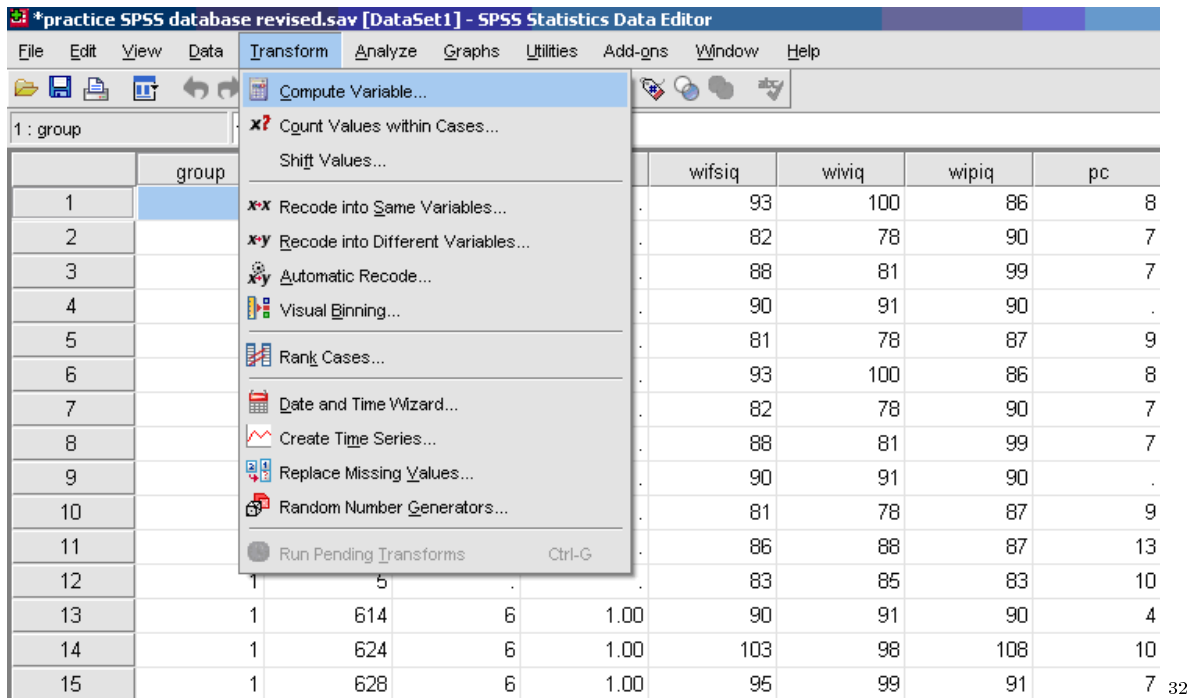 *practice SPSS database revised.sav [DataSet1] - SPSS Statistics Data Editor
File Edit View Data Transform Analyze Graphs Utilities Add-ons Window Help
Compute Variable...
1 : group
Count Values within Cases...
Shift Values...
group wifsiq wiviq wipiq pc
1 . 93 100 86 8
Recode into Same Variables...
2 . 82 78 90 7
Recode into Different Variables...
3 . 88 81 99 7
Automatic Recode...
4 . 90 91 90 .
Visual Binning...
5 . 81 78 87 9
Rank Cases...
6 . 93 100 86 8
7 . 82 78 90 7
Date and Time Wizard...
8 . 88 81 99 7
Create Time Series...
9 . 90 91 90 .
Replace Missing Values...
10 . 81 78 87 9
Random Number Generators...
11 . 86 88 87 13
Run Pending Transforms Ctrl-G
12 1 5 . . 83 85 83 10
13 1 614 6 1.00 90 91 90 4
14 1 624 6 1.00 103 98 108 10
15 1 628 6 1.00 95 99 91 7
32